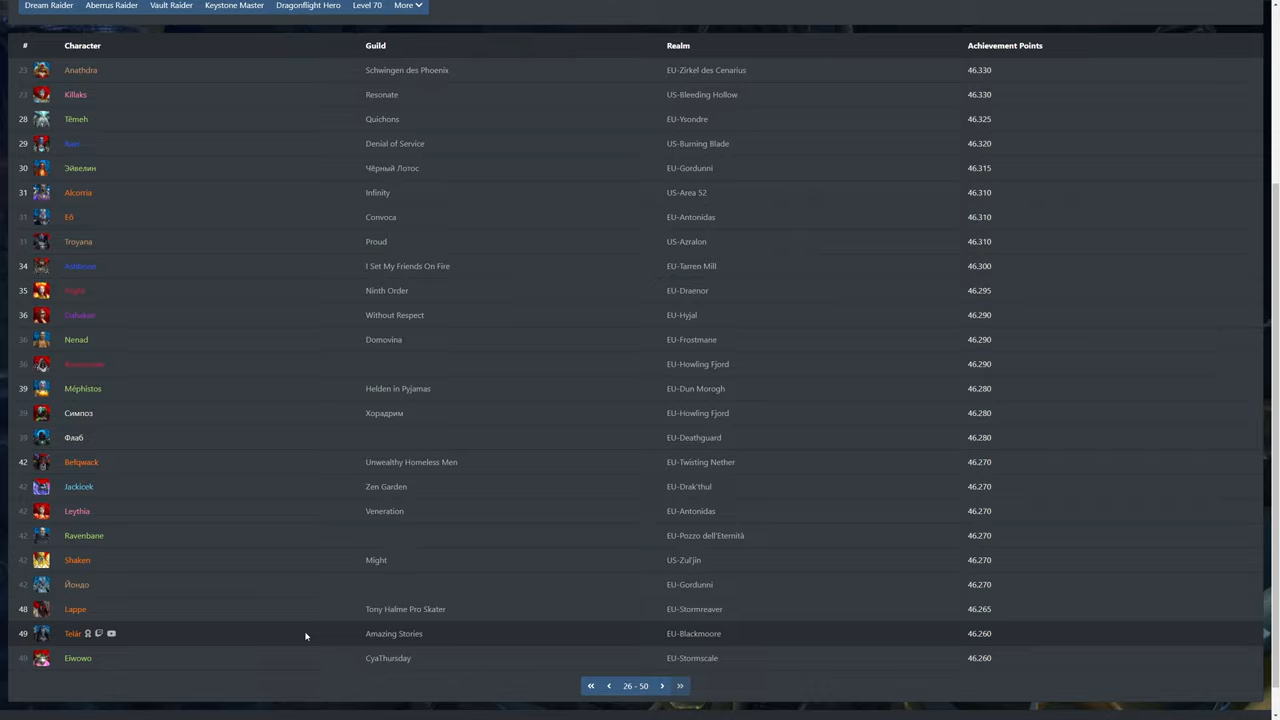 Dream Raider Aberrus Raider Vault Raider Keystone Master Dragonflight Hero Level 70 More
# Character Guild Realm Achievement Points
23 Anathdra Schwingen des Phoenix EU-Zirkel des Cenarius 46.330
23 Killaks Resonate US-Bleeding Hollow 46.330
28 Têmeh Quichons EU-Ysondre 46.325
29 Denial of Service US-Burning Blade 46.320
30 Эйвелин Чёрный Лотос EU-Gordunni 46.315
31 Alcorria Infinity US-Area 52 46.310
31 Convoca EU-Antonidas 46.310
31 Troyana Proud US-Azralon 46.310
34 I Set My Friends On Fire EU-Tarren Mill 46.300
35 Ninth Order EU-Draenor 46.295
36 Without Respect EU-Hyjal 46.290
36 Nenad Domovina EU-Frostmane 46.290
36 EU-Howling Fjord 46.290
39 Méphistos Helden in Pyjamas EU-Dun Morogh 46.280
39 Симпоз Хорадрим EU-Howling Fjord 46.280
39 Флаб EU-Deathguard 46.280
42 Befqwack Unwealthy Homeless Men EU-Twisting Nether 46.270
42 Jackicek Zen Garden EU-Drak'thul 46.270
42 Leythia Veneration EU-Antonidas 46.270
42 Ravenbane EU-Pozzo dell'Eternità 46.270
42 Shaken Might US-Zul'jin 46.270
42 Йондо EU-Gordunni 46.270
48 Lappe Tony Halme Pro Skater EU-Stormreaver 46.265
49 Telár Amazing Stories EU-Blackmoore 46.260
49 Eiwowo CyaThursday EU-Stormscale 46.260
« ‹ 26 - 50 › »